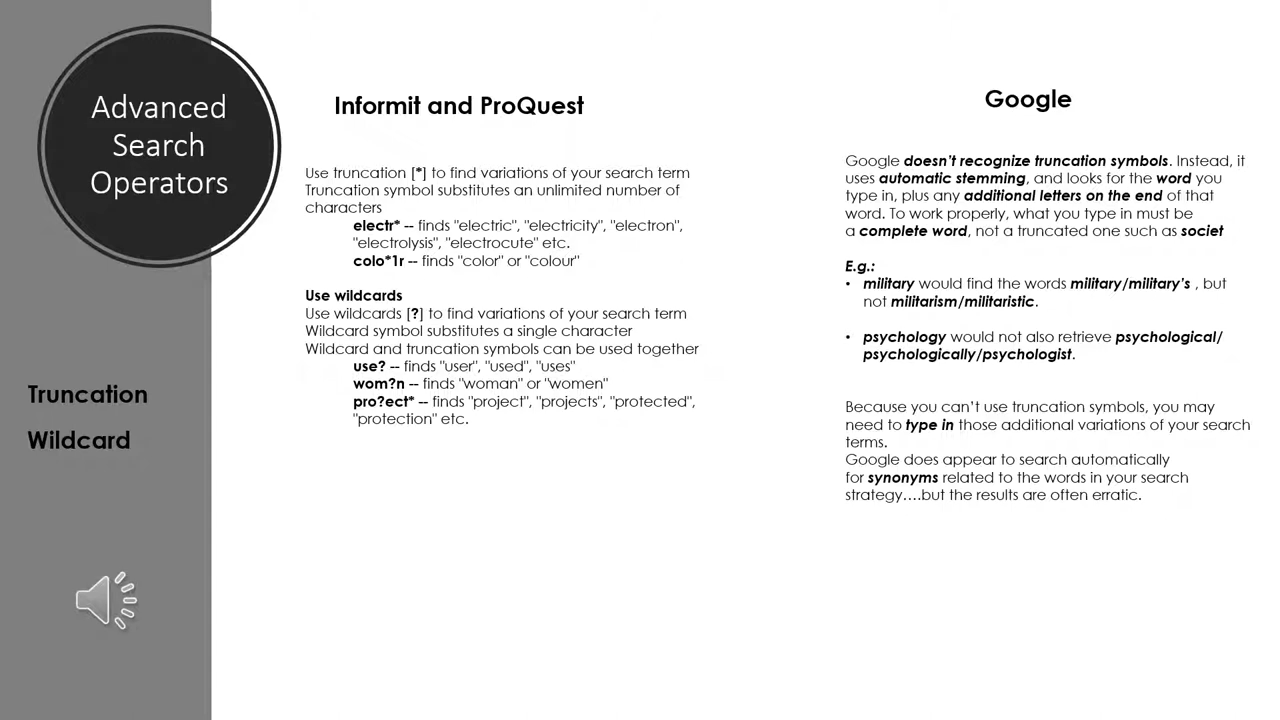 Advanced
Search
Operators
Truncation
Wildcard
Informit and ProQuest
Use truncation [*] to find variations of your search term
Truncation symbol substitutes an unlimited number of
characters
electr* -- finds "electric", "electricity", "electron",
"electrolysis", "electrocute" etc.
colo*1r -- finds "color" or "colour"
Use wildcards
Use wildcards [?] to find variations of your search term
Wildcard symbol substitutes a single character
Wildcard and truncation symbols can be used together
use? -- finds "user", "used", "uses"
wom?n -- finds "woman" or "women"
pro?ect* -- finds "project", "projects", "protected",
"protection" etc.
Google
Google doesn't recognize truncation symbols. Instead, it
uses automatic stemming, and looks for the word you
type in, plus any additional letters on the end of that
word. To work properly, what you type in must be
a complete word, not a truncated one such as societ
E.g.:
• military would find the words military/military's , but
not militarism/militaristic.
• psychology would not also retrieve psychological/
psychologically/psychologist.
Because you can't use truncation symbols, you may
need to type in those additional variations of your search
terms.
Google does appear to search automatically
for synonyms related to the words in your search
strategy....but the results are often erratic.